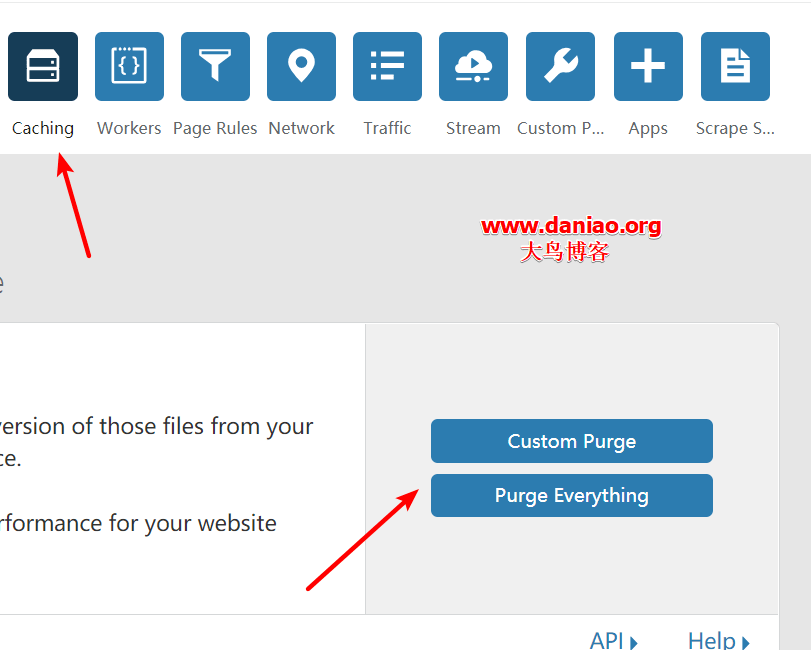 Caching Workers Page Rules Network Traffic Stream Custom P... Apps Scrape S...
www.daniao.org
大鸟博客
e
version of those files from your
ce.
rformance for your website
Custom Purge
Purge Everything
API Help